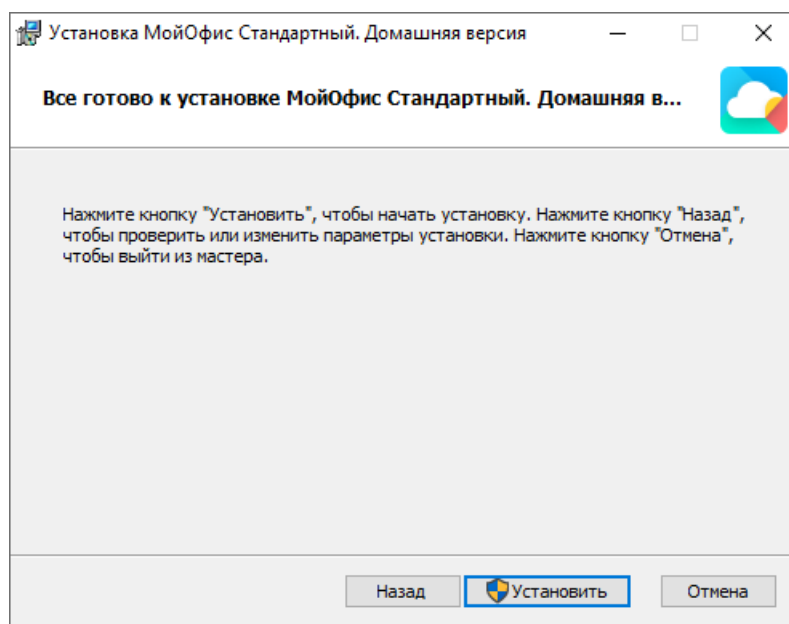 Установка МойОфис Стандартный. Домашняя версия
Все готово к установке МойОфис Стандартный. Домашняя в...
Нажмите кнопку "Установить", чтобы начать установку. Нажмите кнопку "Назад",
чтобы проверить или изменить параметры установки. Нажмите кнопку "Отмена",
чтобы выйти из мастера.
Назад
Установить
Отмена